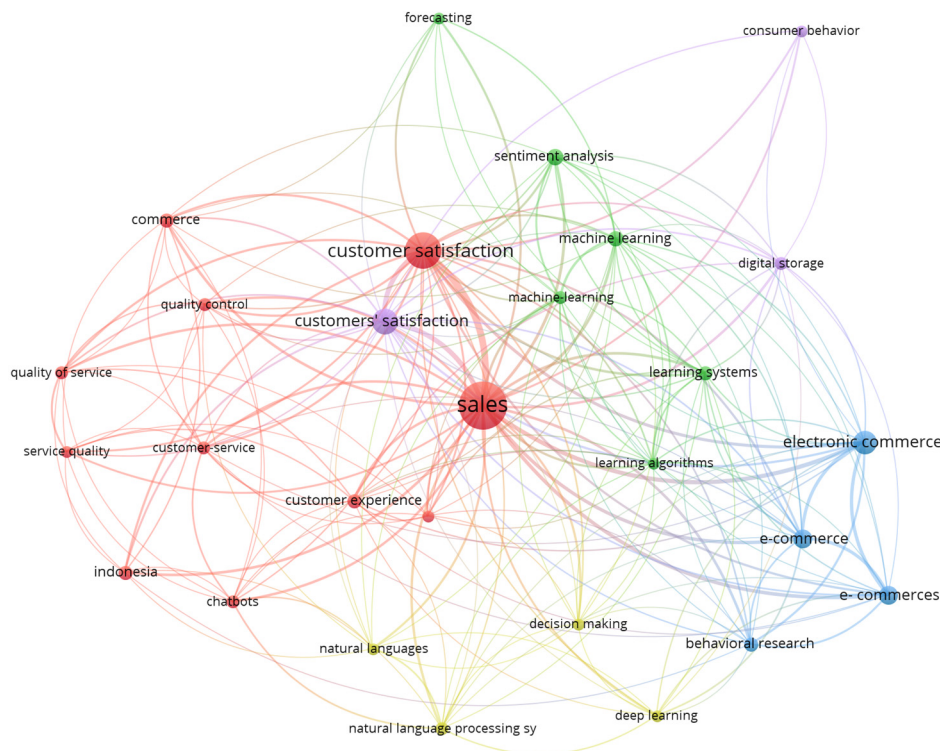 forecasting
consumer behavior
sentiment analysis
commerce
machine learning
customer satisfaction
digital storage
machine-learning
quality control
customers' satisfaction
quality of service
learning systems
sales
electronic commerce
customer-service
service quality
learning algorithms
customer experience
e-commerce
indonesia
e- commerces
chatbots
decision making
behavioral research
natural languages
deep learning
natural language processing sy